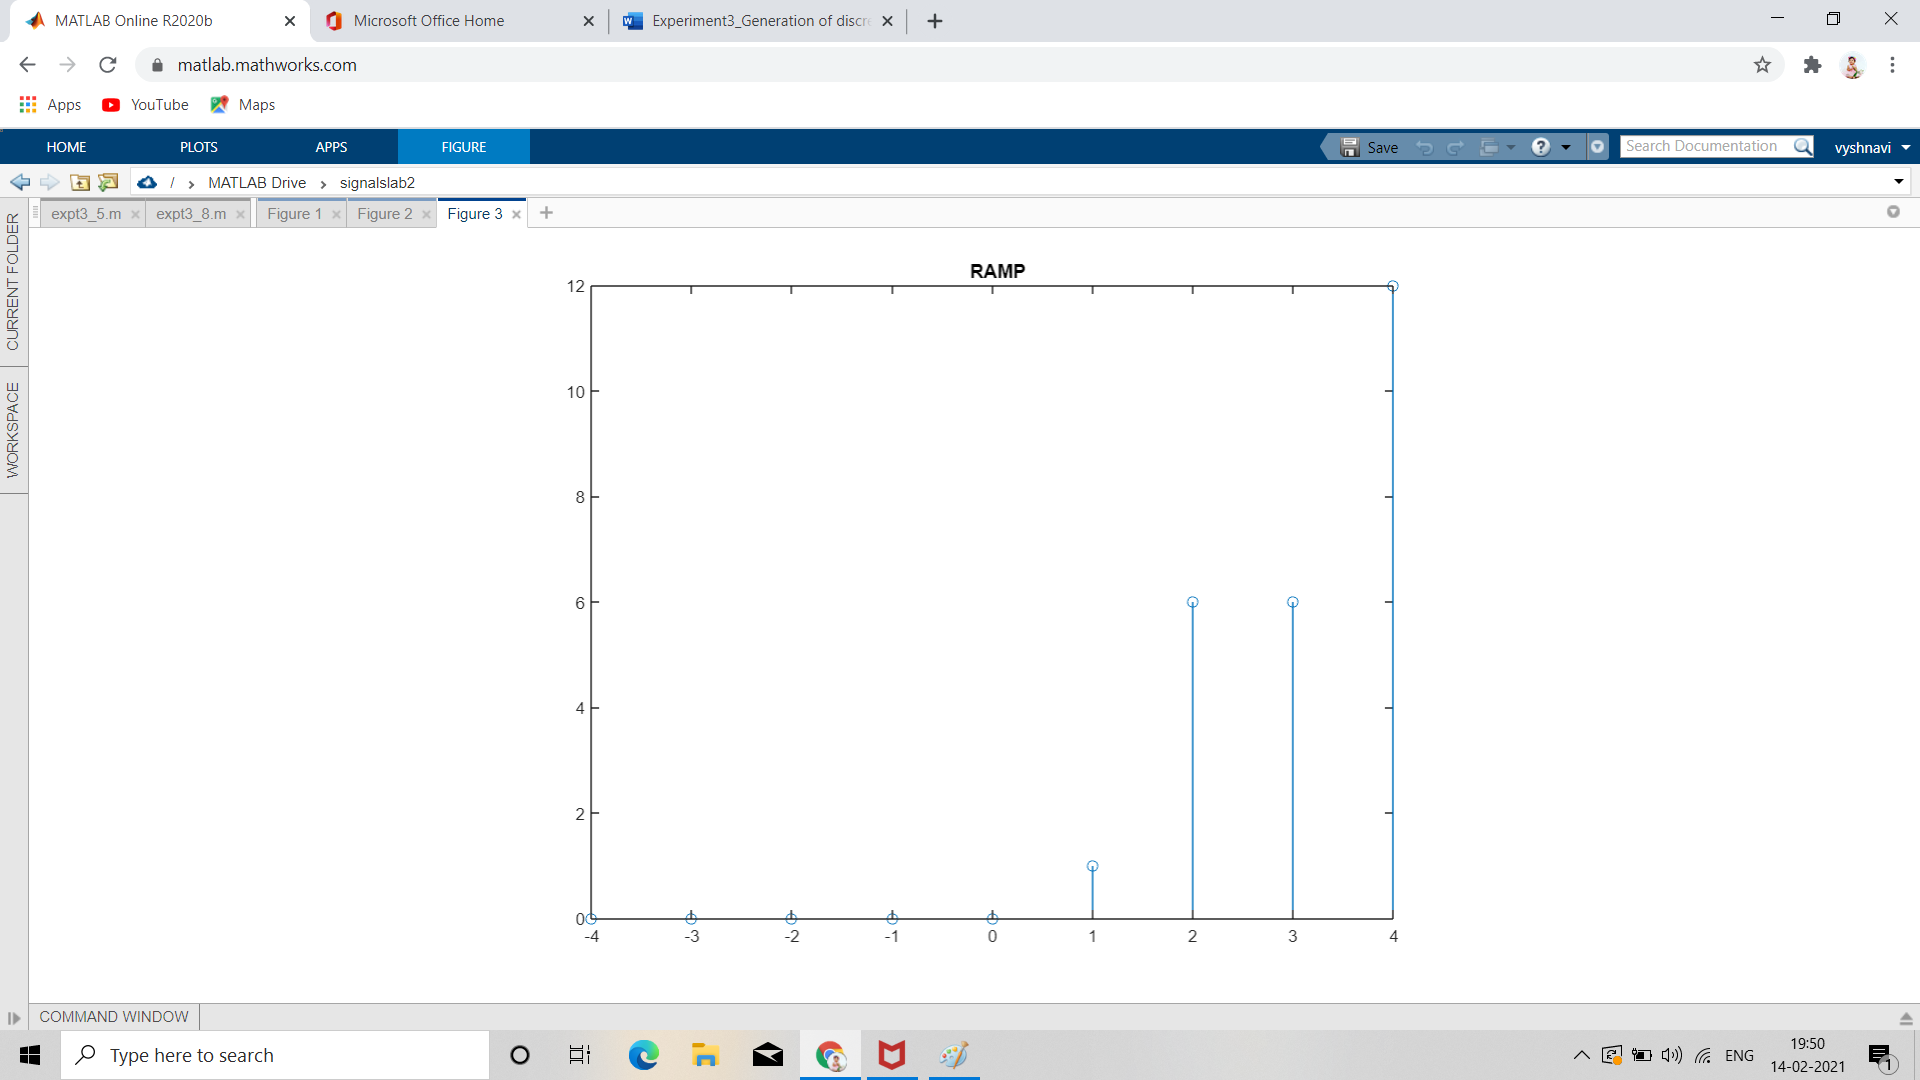 MATLAB Online R2020b
Microsoft Office Home
Experiment3_Generation of discre
matlab.mathworks.com
Apps
YouTube
Maps
HOME
PLOTS
APPS
FIGURE
Save
Search Documentation
vyshnavi
/ › MATLAB Drive › signalslab2
expt3_5.m
expt3_8.m
Figure 1
Figure 2
Figure 3
CURRENT FOLDER
WORKSPACE
RAMP
12
10
8
6
4
2
0
-4 -3 -2 -1 0 1 2 3 4
COMMAND WINDOW
Type here to search
ENG
19:50
14-02-2021
1